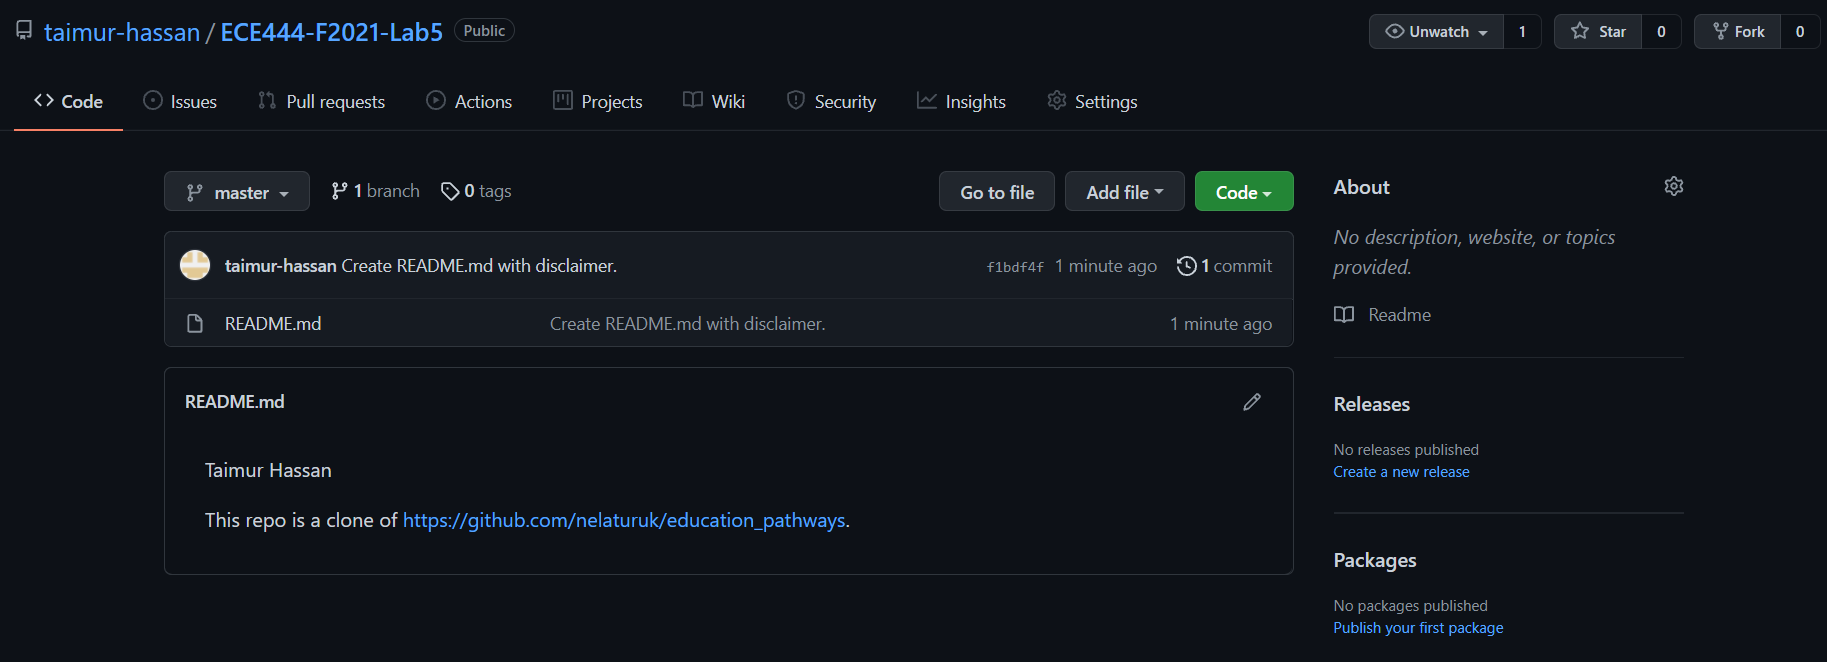 taimur-hassan / ECE444-F2021-Lab5 Public
Unwatch 1 Star 0 Fork 0
Code Issues Pull requests Actions Projects Wiki Security Insights Settings
master 1 branch 0 tags Go to file Add file Code
taimur-hassan Create README.md with disclaimer. f1bdf4f 1 minute ago 1 commit
README.md Create README.md with disclaimer. 1 minute ago
README.md
Taimur Hassan
This repo is a clone of https://github.com/nelaturuk/education_pathways.
About
No description, website, or topics
provided.
Readme
Releases
No releases published
Create a new release
Packages
No packages published
Publish your first package